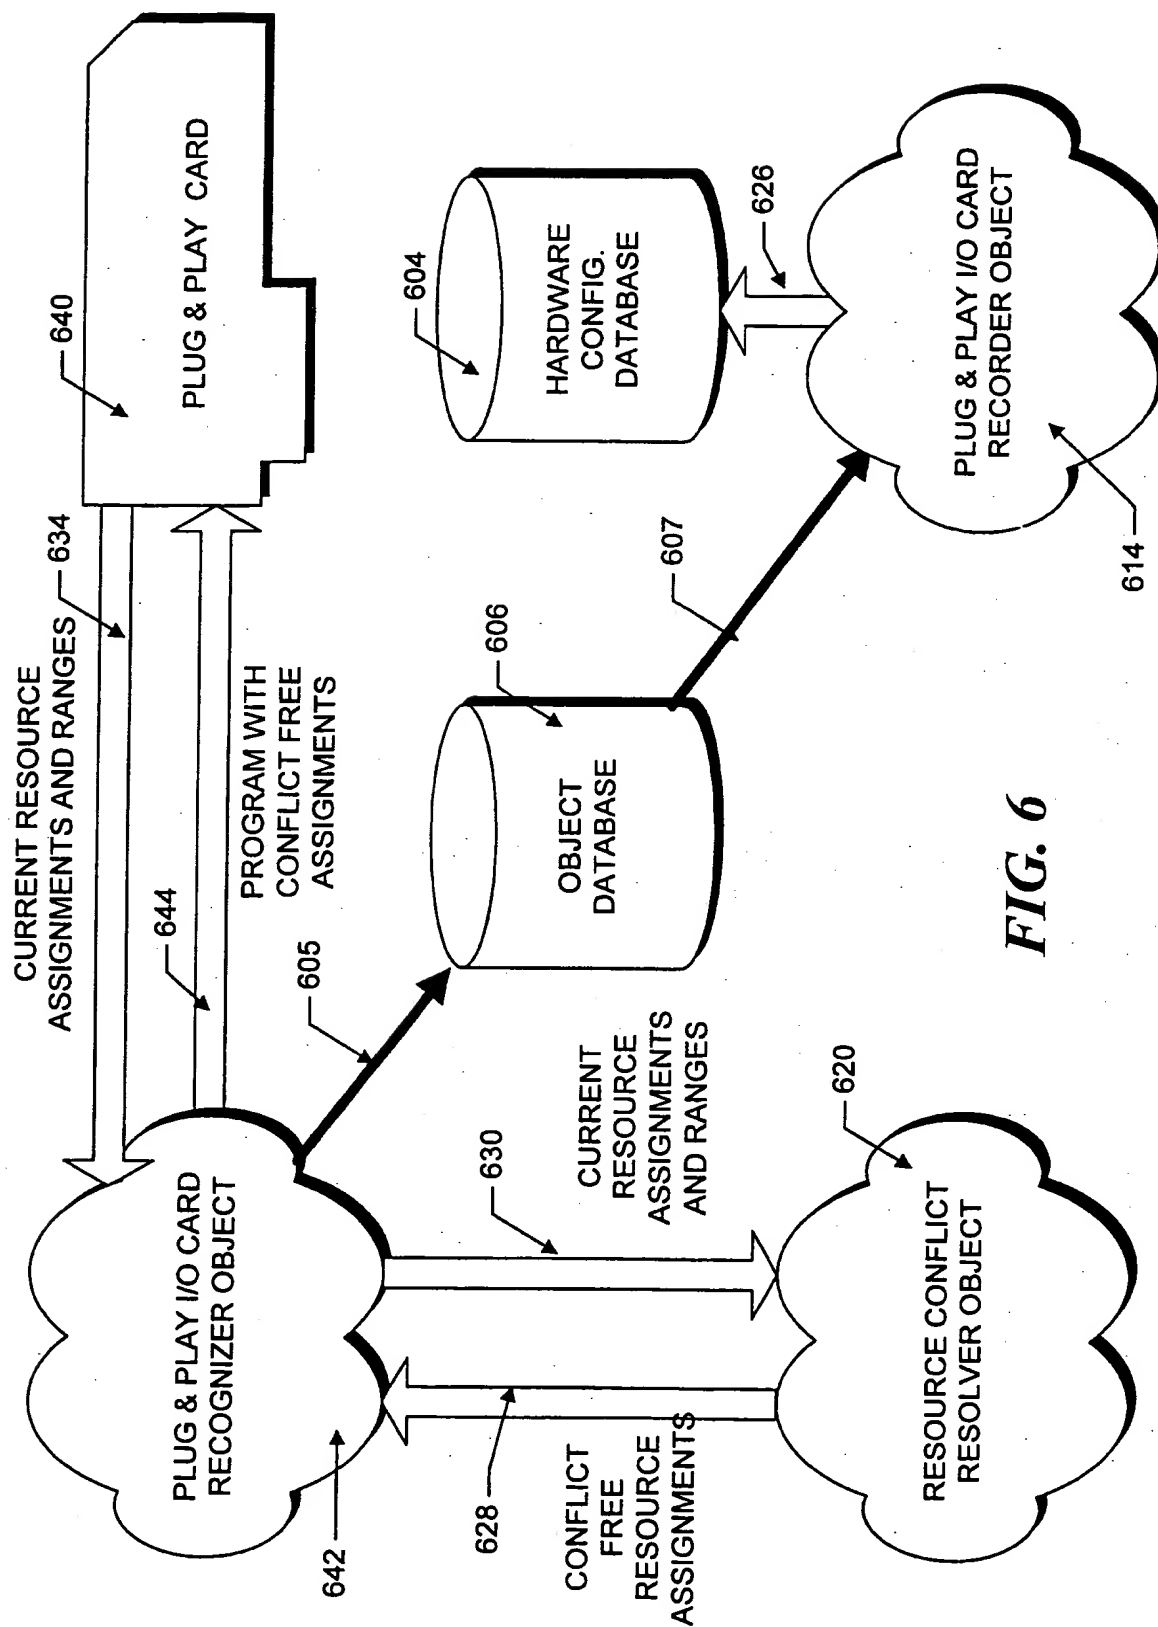 CURRENT RESOURCE
ASSIGNMENTS AND RANGES
634
640
PLUG & PLAY CARD
644
PROGRAM WITH
CONFLICT FREE
ASSIGNMENTS
PLUG & PLAY I/O CARD
RECOGNIZER OBJECT
642
605
606
OBJECT
DATABASE
604
HARDWARE
CONFIG.
DATABASE
607
626
628
CONFLICT
FREE
RESOURCE
ASSIGNMENTS
630
CURRENT
RESOURCE
ASSIGNMENTS
AND RANGES
620
RESOURCE CONFLICT
RESOLVER OBJECT
PLUG & PLAY I/O CARD
RECORDER OBJECT
614
FIG. 6